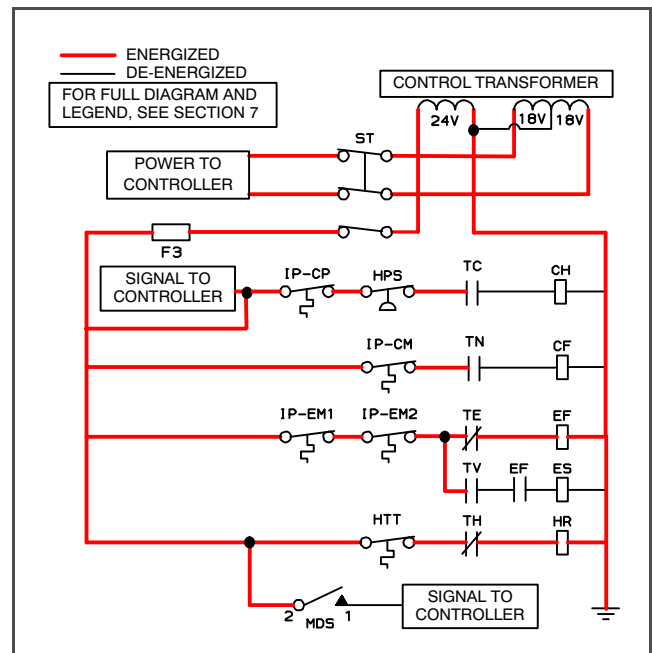 ENERGIZED
DE-ENERGIZED
FOR FULL DIAGRAM AND
LEGEND, SEE SECTION 7
CONTROL TRANSFORMER
24V
18V
18V
ST
POWER TO
CONTROLLER
F3
SIGNAL TO
CONTROLLER
IP-CP
HPS
TC
CH
IP-CM
TN
CF
IP-EM1
IP-EM2
TE
EF
TV
EF
ES
HTT
TH
HR
2
MDS
1
SIGNAL TO
CONTROLLER